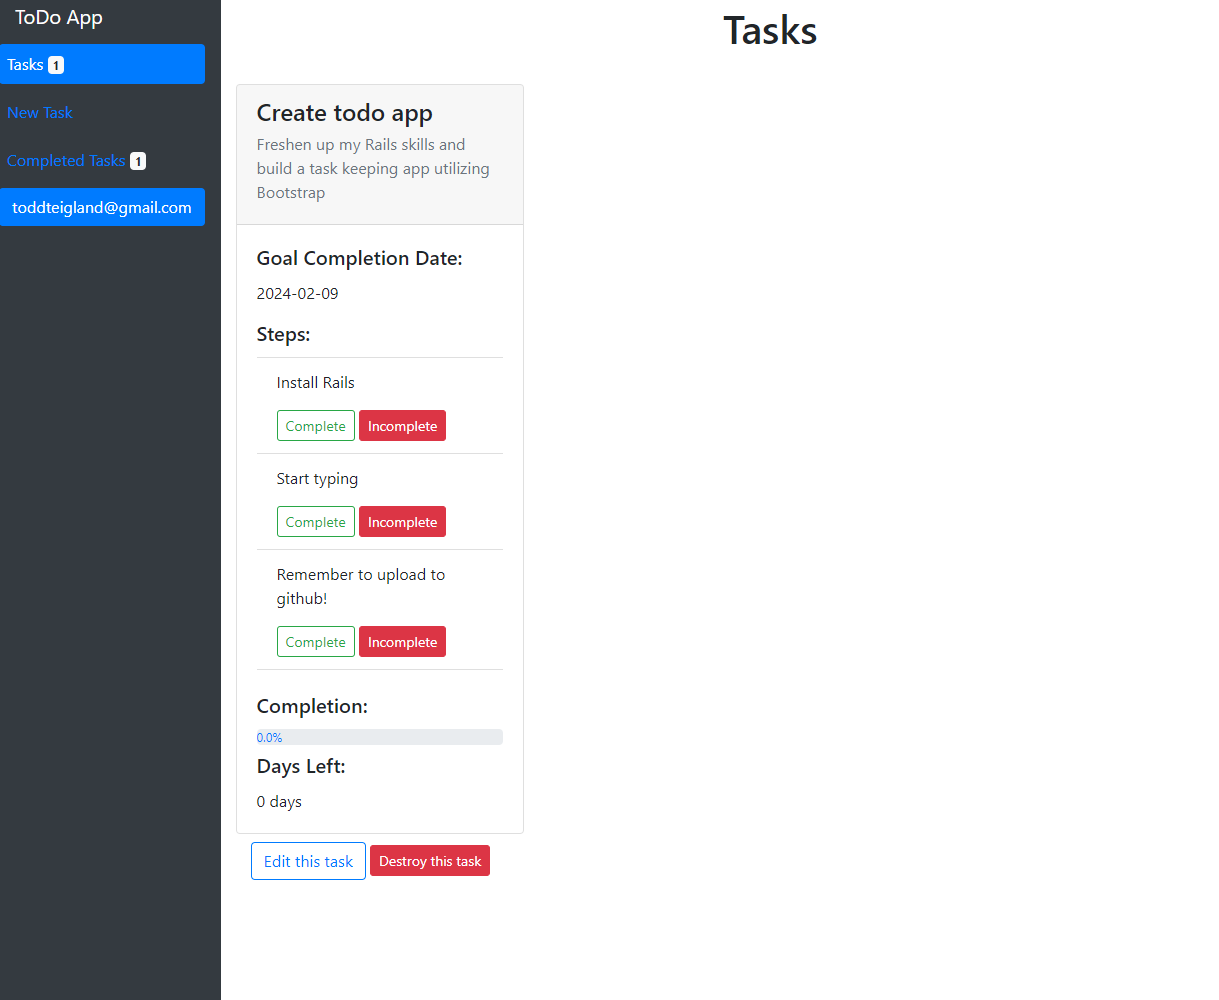 ToDo App
Tasks 1
New Task
Completed Tasks 1
toddteigland@gmail.com
Tasks
Create todo app
Freshen up my Rails skills and
build a task keeping app utilizing
Bootstrap
Goal Completion Date:
2024-02-09
Steps:
Install Rails
Complete Incomplete
Start typing
Complete Incomplete
Remember to upload to
github!
Complete Incomplete
Completion:
0.0%
Days Left:
0 days
Edit this task Destroy this task